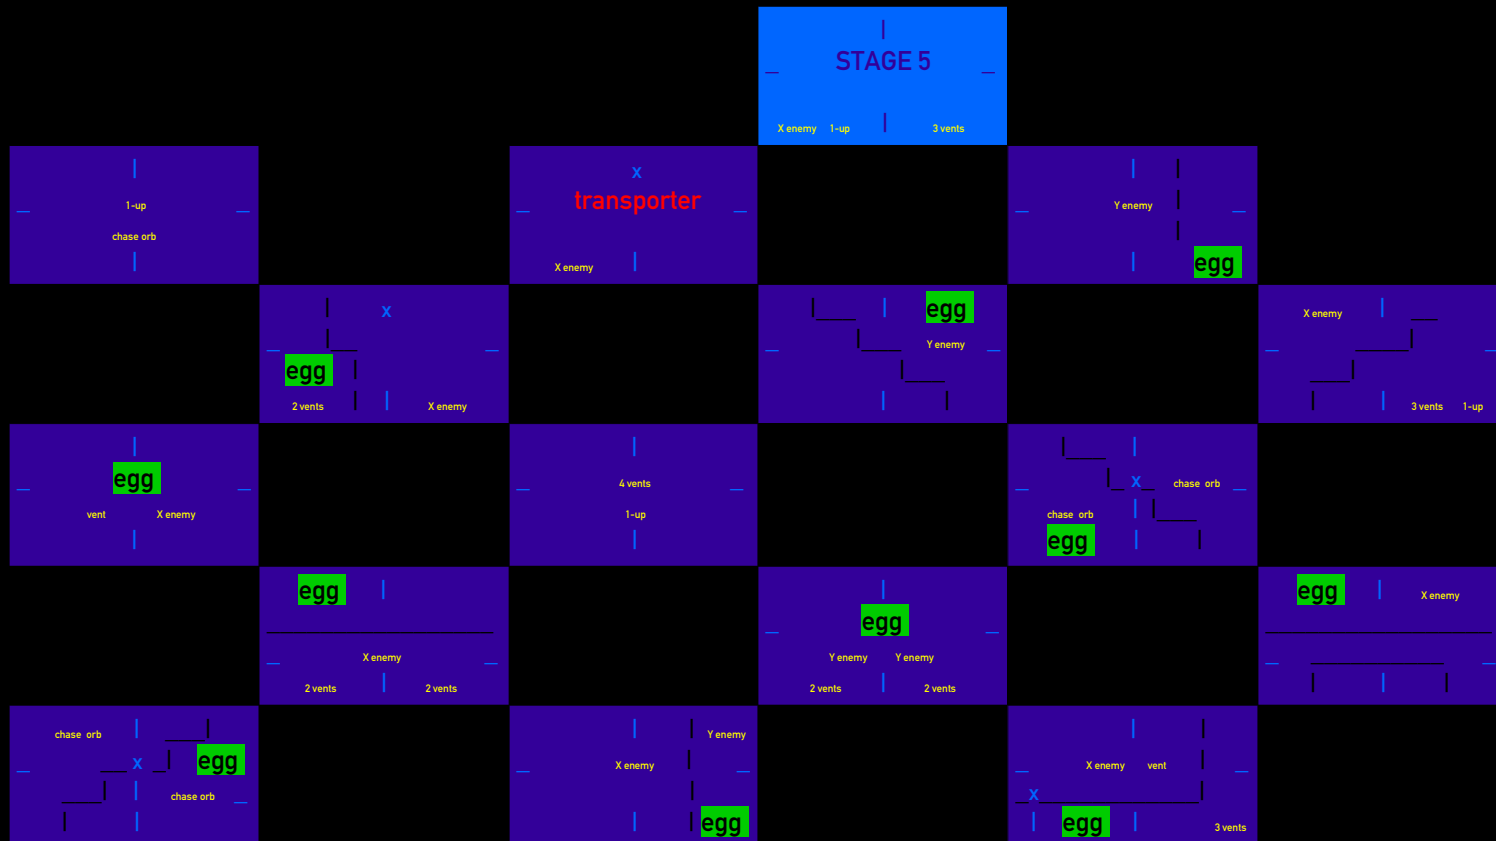 STAGE 5
X enemy 1-up 3 vents
1-up
chase orb
X
transporter
X enemy
Y enemy
egg
X
egg
2 vents X enemy
egg
Y enemy
X enemy
3 vents 1-up
egg
vent X enemy
4 vents
1-up
X chase orb
chase orb
egg
egg
X enemy
2 vents 2 vents
egg
Y enemy Y enemy
2 vents 2 vents
egg X enemy
chase orb
X egg
chase orb
Y enemy
X enemy
egg
X enemy vent
X
egg 3 vents